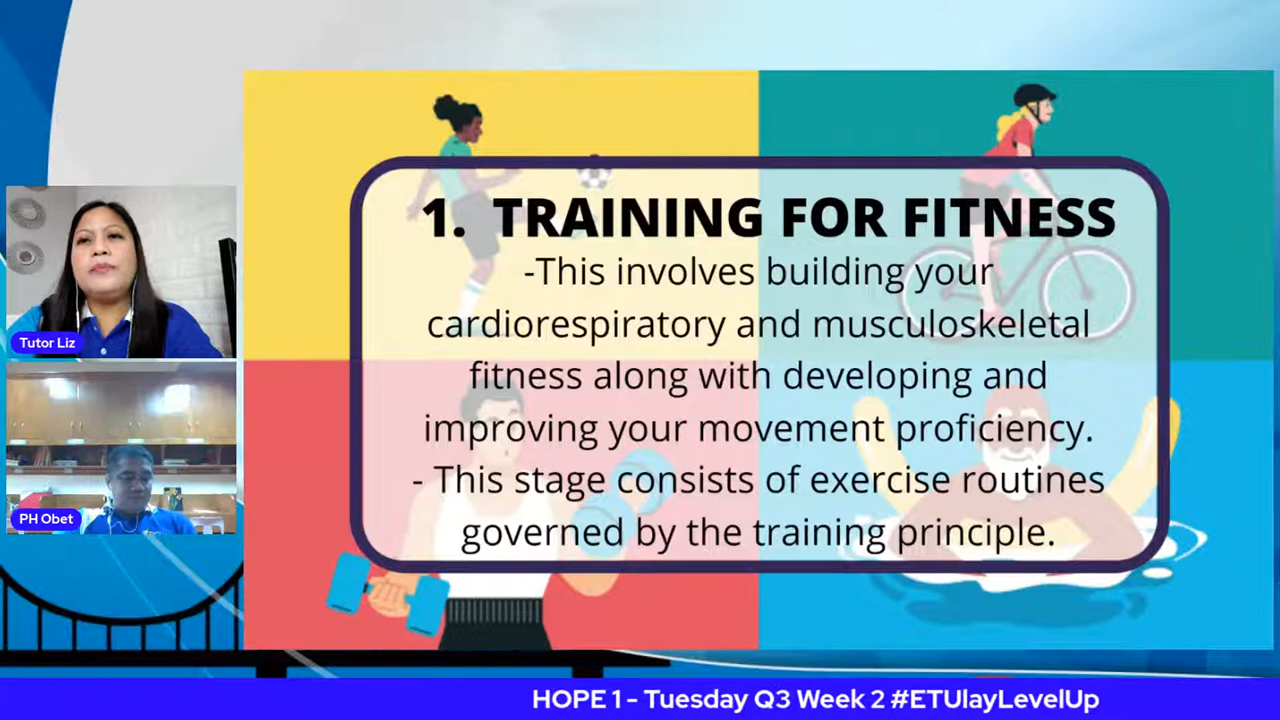 1. TRAINING FOR FITNESS
-This involves building your
cardiorespiratory and musculoskeletal
fitness along with developing and
improving your movement proficiency.
- This stage consists of exercise routines
governed by the training principle.
Tutor Liz
PH Obet
HOPE 1 - Tuesday Q3 Week 2 #ETUlayLevelUp